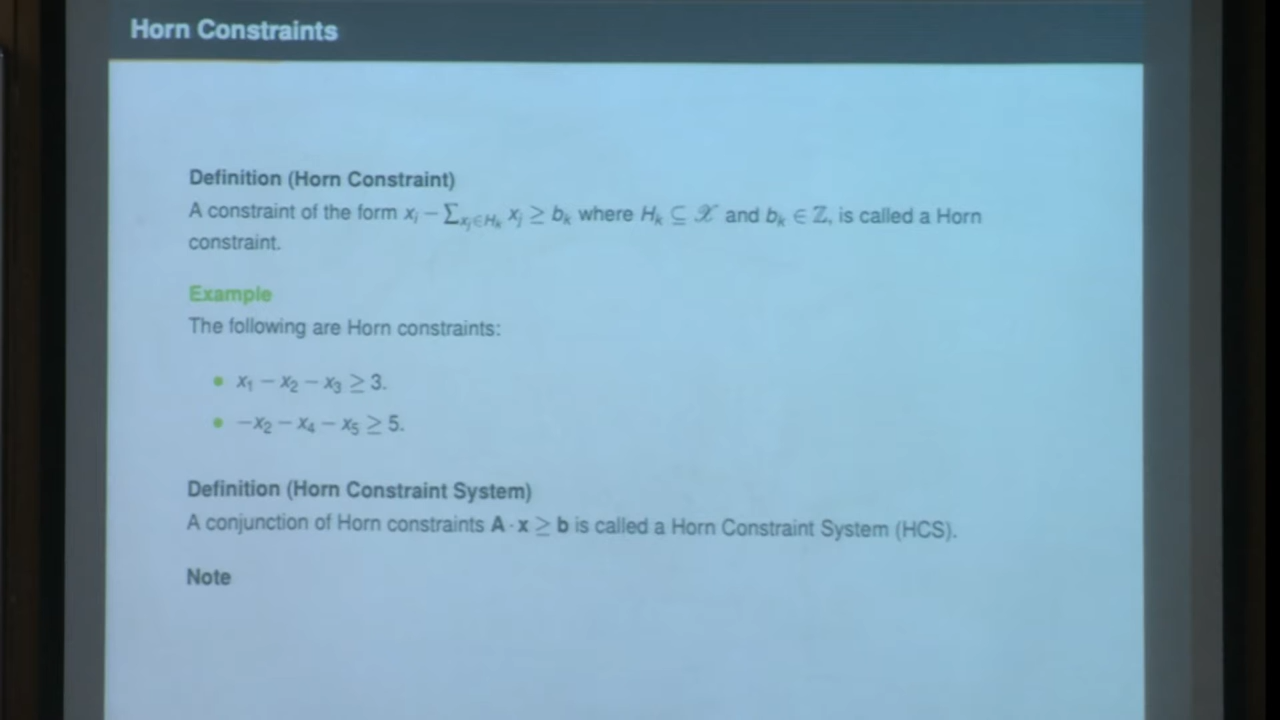 Horn Constraints
Definition (Horn Constraint)
A constraint of the form xᵢ − ∑_{xⱼ∈Hₖ} xⱼ ≥ bₖ where Hₖ ⊆ 𝒳 and bₖ ∈ ℤ, is called a Horn
constraint.
Example
The following are Horn constraints:
• x₁ − x₂ − x₃ ≥ 3.
• −x₂ − x₄ − x₅ ≥ 5.
Definition (Horn Constraint System)
A conjunction of Horn constraints A · x ≥ b is called a Horn Constraint System (HCS).
Note